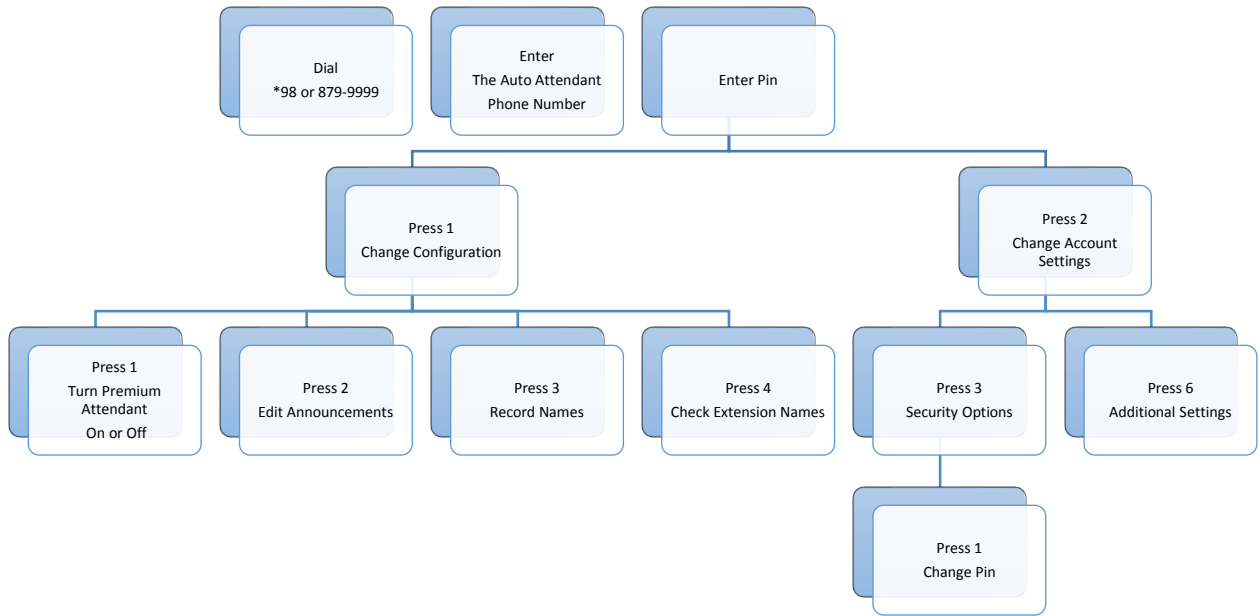 Dial
*98 or 879-9999
Enter
The Auto Attendant
Phone Number
Enter Pin
Press 1
Change Configuration
Press 2
Change Account
Settings
Press 1
Turn Premium
Attendant
On or Off
Press 2
Edit Announcements
Press 3
Record Names
Press 4
Check Extension Names
Press 3
Security Options
Press 6
Additional Settings
Press 1
Change Pin